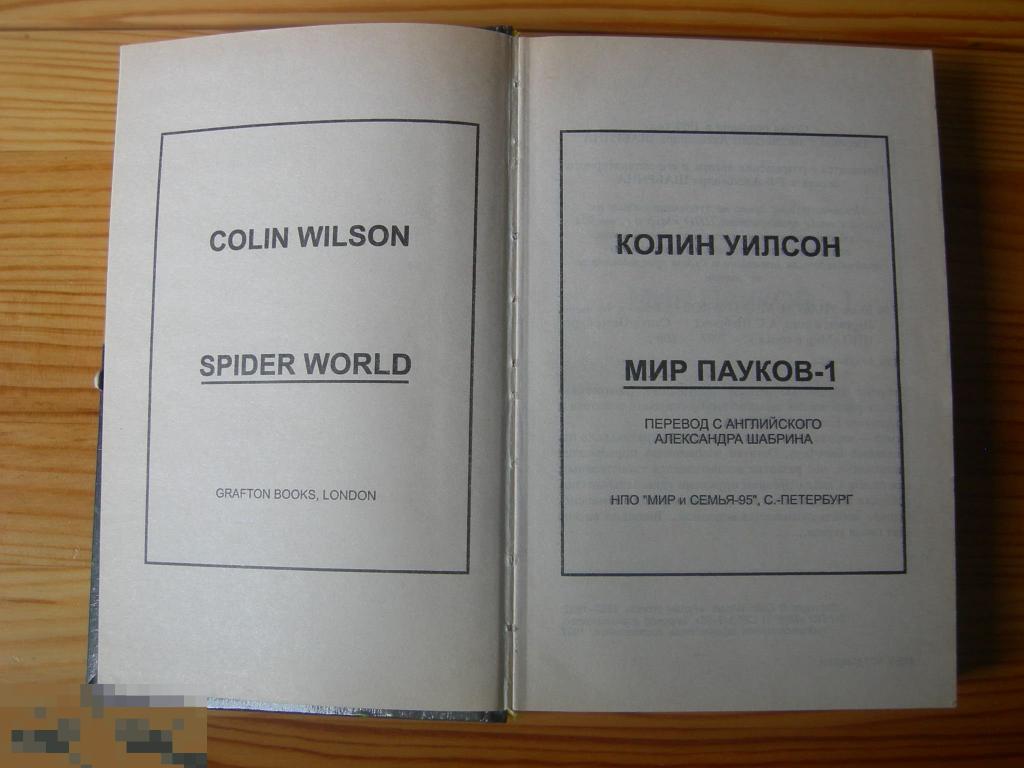 COLIN WILSON
SPIDER WORLD
GRAFTON BOOKS, LONDON
КОЛИН УИЛСОН
МИР ПАУКОВ-1
ПЕРЕВОД С АНГЛИЙСКОГО
АЛЕКСАНДРА ШАБРИНА
НПО "МИР и СЕМЬЯ-95", С.-ПЕТЕРБУРГ